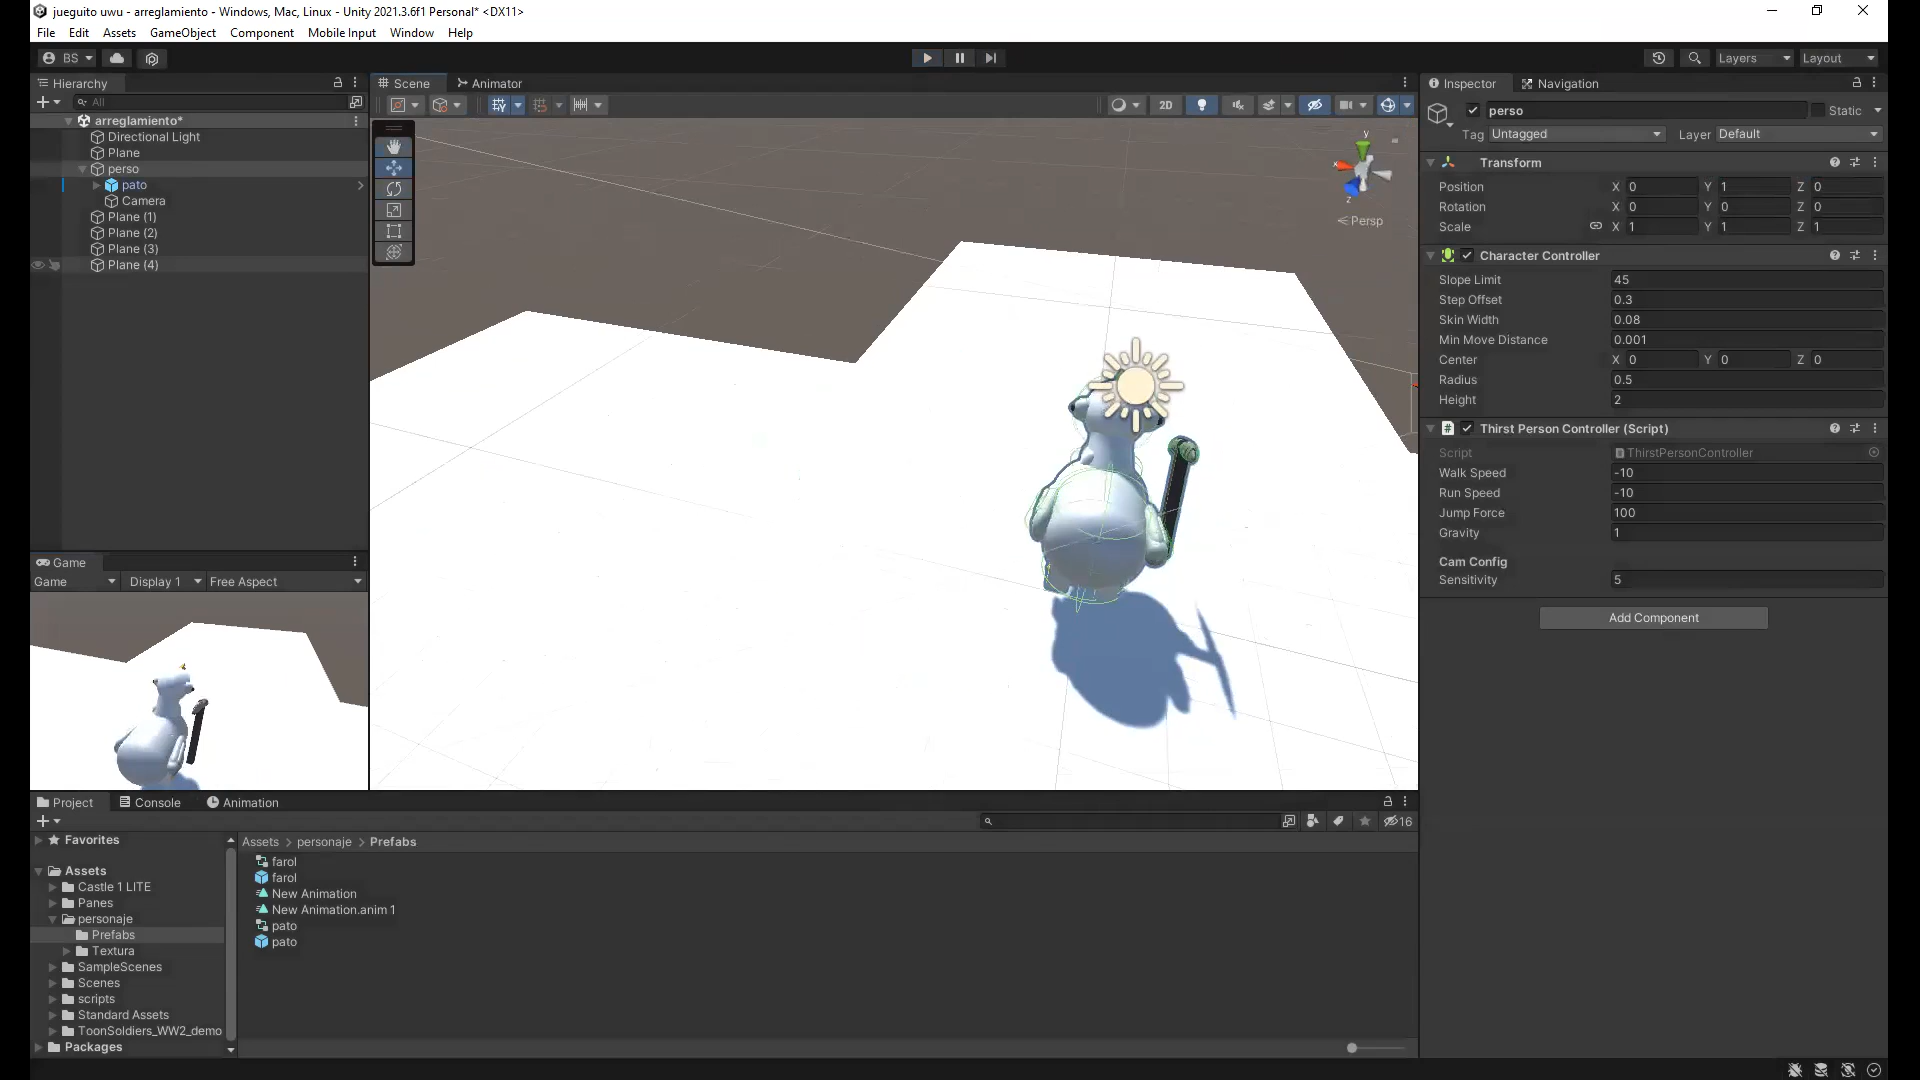 jueguito uwu - arreglamiento - Windows, Mac, Linux - Unity 2021.3.6f1 Personal* <DX11>
File Edit Assets GameObject Component Mobile Input Window Help
BS Layers Layout
Hierarchy
All
arreglamiento*
Directional Light
Plane
perso
pato
Camera
Plane (1)
Plane (2)
Plane (3)
Plane (4)
Scene Animator
2D
y
x
z
Persp
Game
Game Display 1 Free Aspect
Inspector Navigation
perso Static
Tag Untagged Layer Default
Transform
Position X 0 Y 1 Z 0
Rotation X 0 Y 0 Z 0
Scale X 1 Y 1 Z 1
Character Controller
Slope Limit 45
Step Offset 0.3
Skin Width 0.08
Min Move Distance 0.001
Center X 0 Y 0 Z 0
Radius 0.5
Height 2
Thirst Person Controller (Script)
Script ThirstPersonController
Walk Speed -10
Run Speed -10
Jump Force 100
Gravity 1
Cam Config
Sensitivity 5
Add Component
Project Console Animation
16
Favorites
Assets
Castle 1 LITE
Panes
personaje
Prefabs
Textura
SampleScenes
Scenes
scripts
Standard Assets
ToonSoldiers_WW2_demo
Packages
Assets > personaje > Prefabs
farol
farol
New Animation
New Animation.anim 1
pato
pato